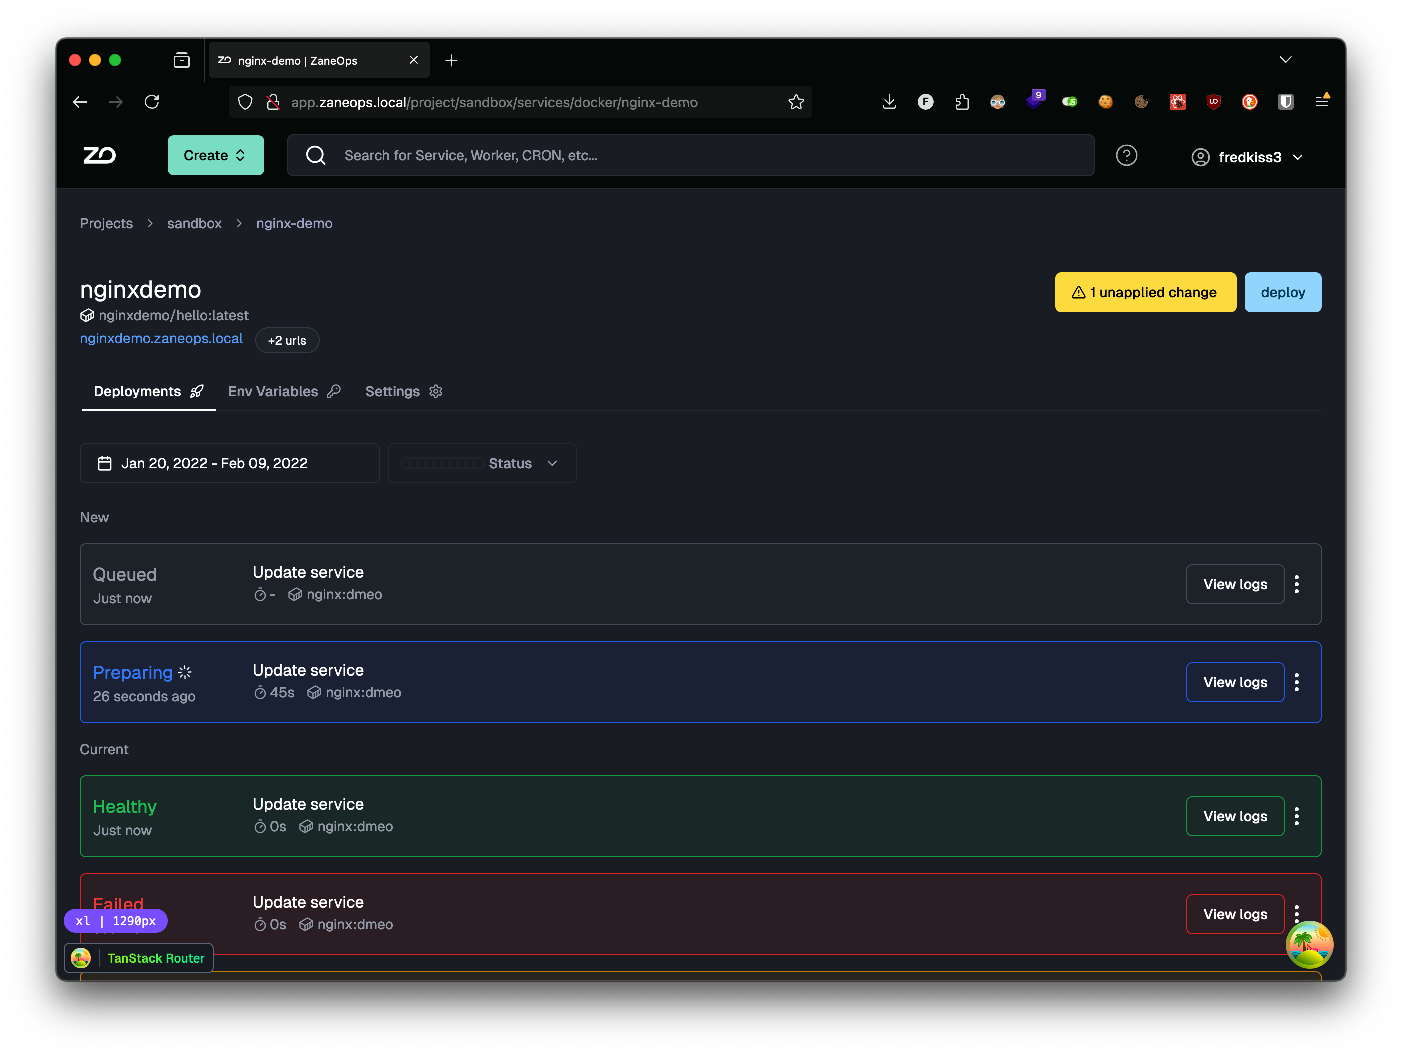 ZO nginx-demo | ZaneOps
app.zaneops.local/project/sandbox/services/docker/nginx-demo
9
ZO
Create
Search for Service, Worker, CRON, etc...
fredkiss3
Projects > sandbox > nginx-demo
nginxdemo
1 unapplied change
deploy
nginxdemo/hello:latest
nginxdemo.zaneops.local
+2 urls
Deployments
Env Variables
Settings
Jan 20, 2022 - Feb 09, 2022
Status
New
Queued
Just now
Update service
- nginx:dmeo
View logs
Preparing
26 seconds ago
Update service
45s nginx:dmeo
View logs
Current
Healthy
Just now
Update service
0s nginx:dmeo
View logs
Failed
Update service
0s nginx:dmeo
View logs
xl | 1290px
TanStack Router